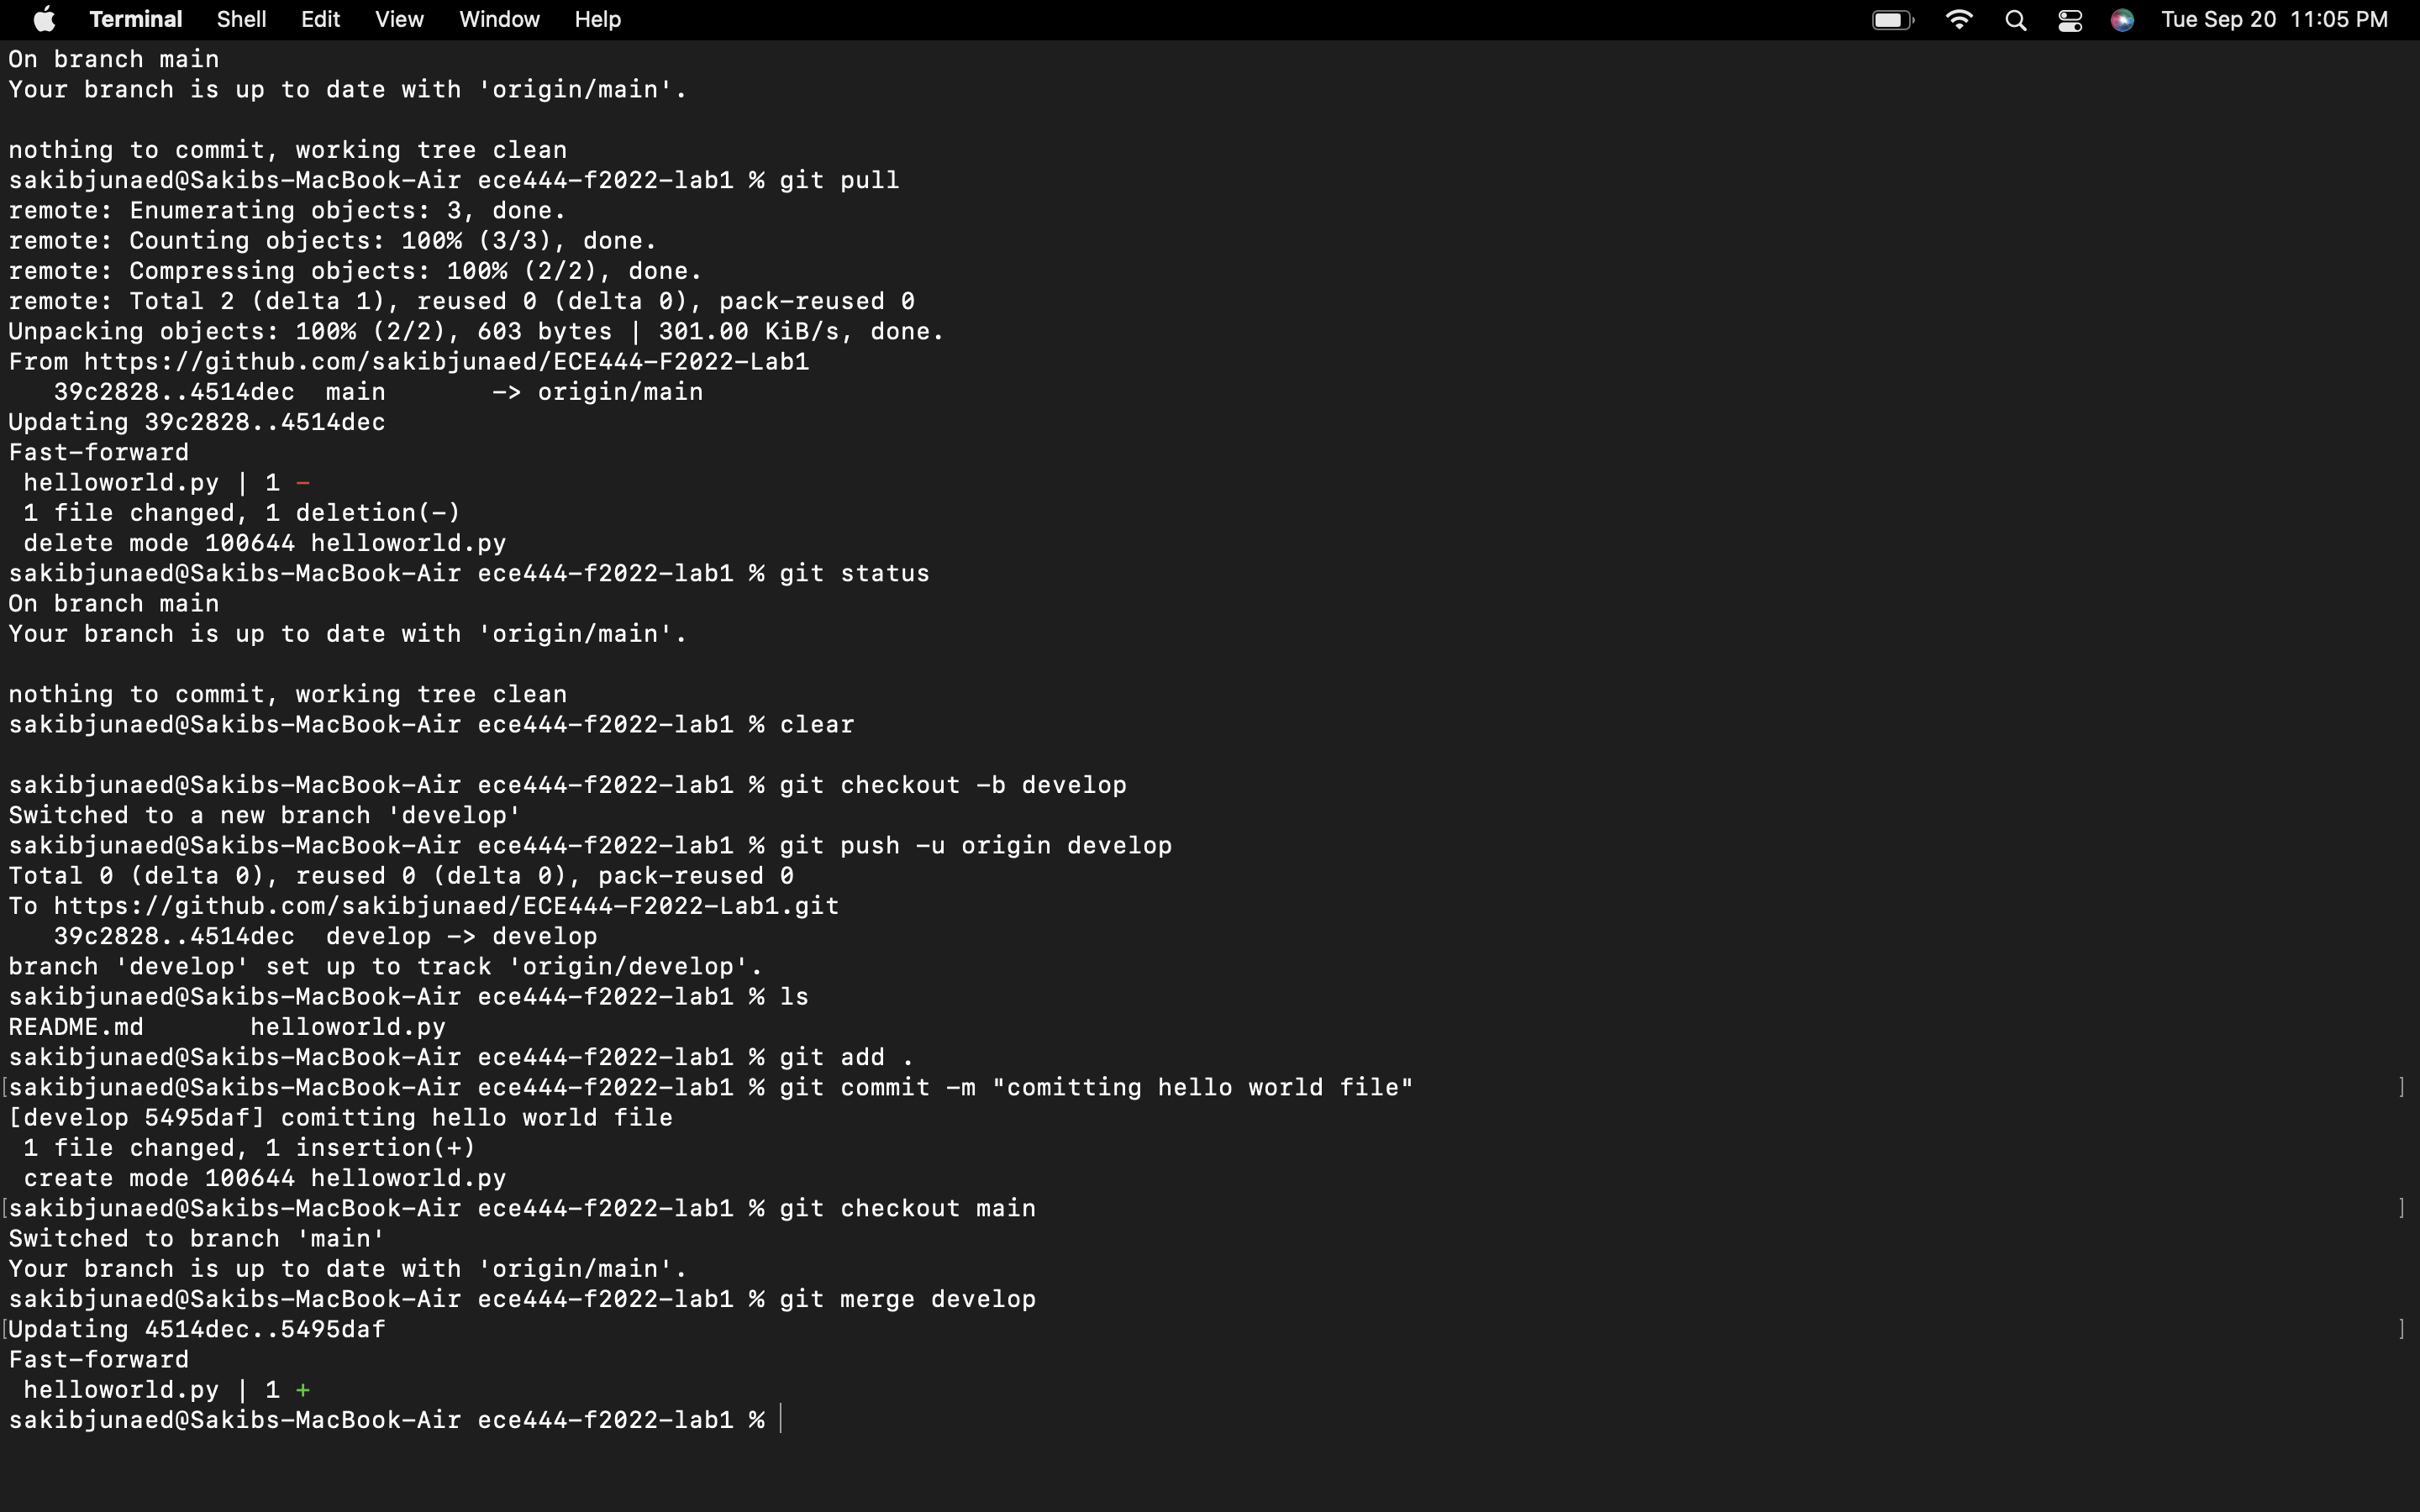 Terminal Shell Edit View Window Help Tue Sep 20 11:05 PM
On branch main
Your branch is up to date with 'origin/main'.
nothing to commit, working tree clean
sakibjunaed@Sakibs-MacBook-Air ece444-f2022-lab1 % git pull
remote: Enumerating objects: 3, done.
remote: Counting objects: 100% (3/3), done.
remote: Compressing objects: 100% (2/2), done.
remote: Total 2 (delta 1), reused 0 (delta 0), pack-reused 0
Unpacking objects: 100% (2/2), 603 bytes | 301.00 KiB/s, done.
From https://github.com/sakibjunaed/ECE444-F2022-Lab1
   39c2828..4514dec  main       -> origin/main
Updating 39c2828..4514dec
Fast-forward
 helloworld.py | 1 -
 1 file changed, 1 deletion(-)
 delete mode 100644 helloworld.py
sakibjunaed@Sakibs-MacBook-Air ece444-f2022-lab1 % git status
On branch main
Your branch is up to date with 'origin/main'.
nothing to commit, working tree clean
sakibjunaed@Sakibs-MacBook-Air ece444-f2022-lab1 % clear
sakibjunaed@Sakibs-MacBook-Air ece444-f2022-lab1 % git checkout -b develop
Switched to a new branch 'develop'
sakibjunaed@Sakibs-MacBook-Air ece444-f2022-lab1 % git push -u origin develop
Total 0 (delta 0), reused 0 (delta 0), pack-reused 0
To https://github.com/sakibjunaed/ECE444-F2022-Lab1.git
   39c2828..4514dec  develop -> develop
branch 'develop' set up to track 'origin/develop'.
sakibjunaed@Sakibs-MacBook-Air ece444-f2022-lab1 % ls
README.md       helloworld.py
sakibjunaed@Sakibs-MacBook-Air ece444-f2022-lab1 % git add .
[sakibjunaed@Sakibs-MacBook-Air ece444-f2022-lab1 % git commit -m "comitting hello world file" ]
[develop 5495daf] comitting hello world file
 1 file changed, 1 insertion(+)
 create mode 100644 helloworld.py
[sakibjunaed@Sakibs-MacBook-Air ece444-f2022-lab1 % git checkout main ]
Switched to branch 'main'
Your branch is up to date with 'origin/main'.
sakibjunaed@Sakibs-MacBook-Air ece444-f2022-lab1 % git merge develop
[Updating 4514dec..5495daf ]
Fast-forward
 helloworld.py | 1 +
sakibjunaed@Sakibs-MacBook-Air ece444-f2022-lab1 %